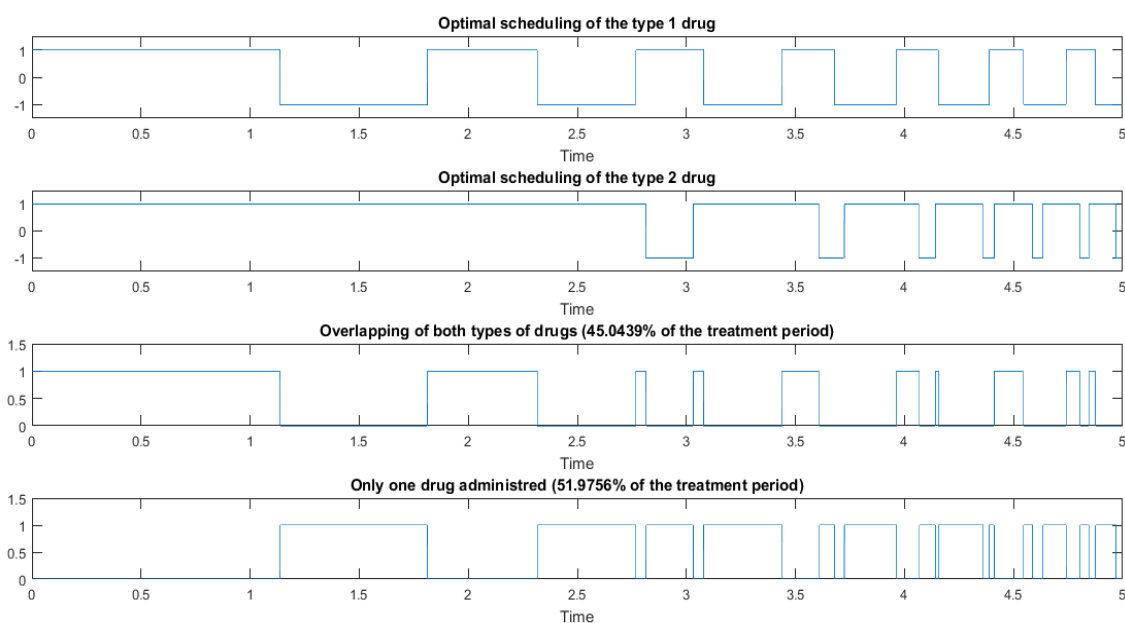 Optimal scheduling of the type 1 drug
1
0
-1
0 0.5 1 1.5 2 2.5 3 3.5 4 4.5 5
Time
Optimal scheduling of the type 2 drug
1
0
-1
0 0.5 1 1.5 2 2.5 3 3.5 4 4.5 5
Time
Overlapping of both types of drugs (45.0439% of the treatment period)
1.5
1
0.5
0
0 0.5 1 1.5 2 2.5 3 3.5 4 4.5 5
Time
Only one drug administred (51.9756% of the treatment period)
1.5
1
0.5
0
0 0.5 1 1.5 2 2.5 3 3.5 4 4.5 5
Time